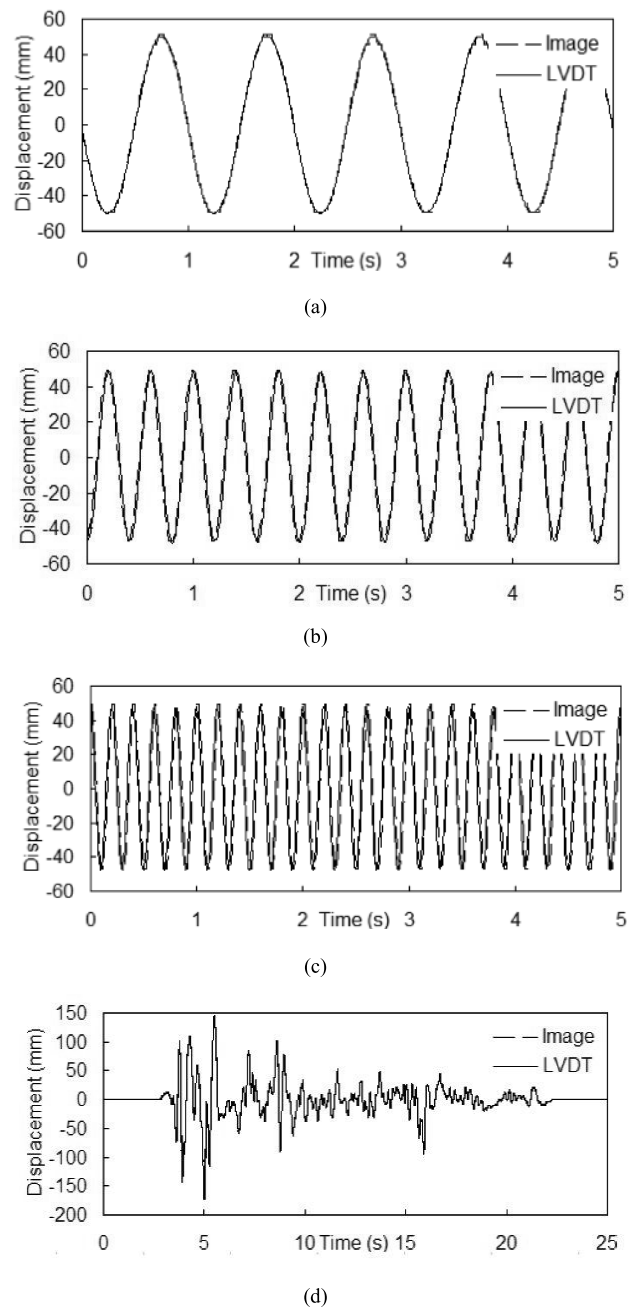 60
40
20
0
-20
-40
-60
Displacement (mm)
Image
LVDT
0 1 2 Time (s) 3 4 5
(a)
60
40
20
0
-20
-40
-60
Displacement (mm)
Image
LVDT
0 1 2 Time (s) 3 4 5
(b)
60
40
20
0
-20
-40
-60
Displacement (mm)
Image
LVDT
0 1 2 Time (s) 3 4 5
(c)
150
100
50
0
-50
-100
-150
-200
Displacement (mm)
Image
LVDT
0 5 10 Time (s) 15 20 25
(d)